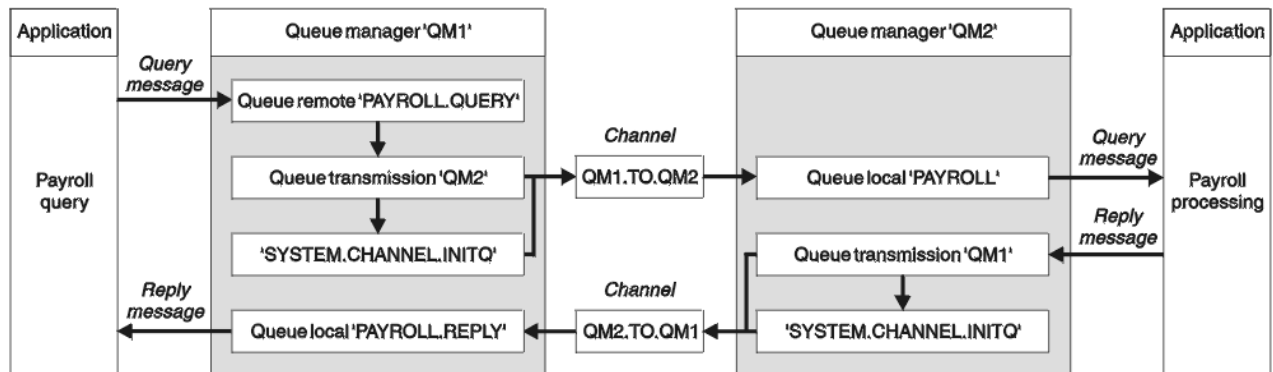 Application
Queue manager 'QM1'
Queue manager 'QM2'
Application
Query
message
Queue remote 'PAYROLL.QUERY'
Channel
Query
message
Payroll
query
Queue transmission 'QM2'
QM1.TO.QM2
Queue local 'PAYROLL'
Payroll
processing
'SYSTEM.CHANNEL.INITQ'
Reply
message
Queue transmission 'QM1'
Reply
message
Channel
Queue local 'PAYROLL.REPLY'
QM2.TO.QM1
'SYSTEM.CHANNEL.INITQ'